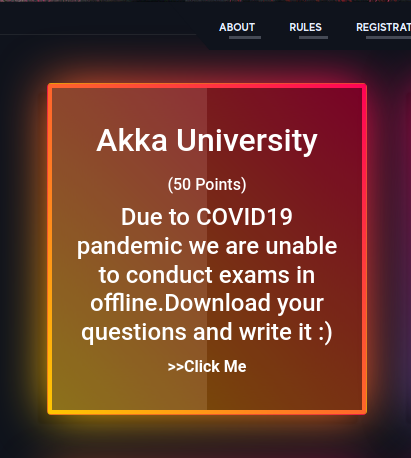 ABOUT RULES REGISTRAT
Akka University
(50 Points)
Due to COVID19
pandemic we are unable
to conduct exams in
offline.Download your
questions and write it :)
>>Click Me